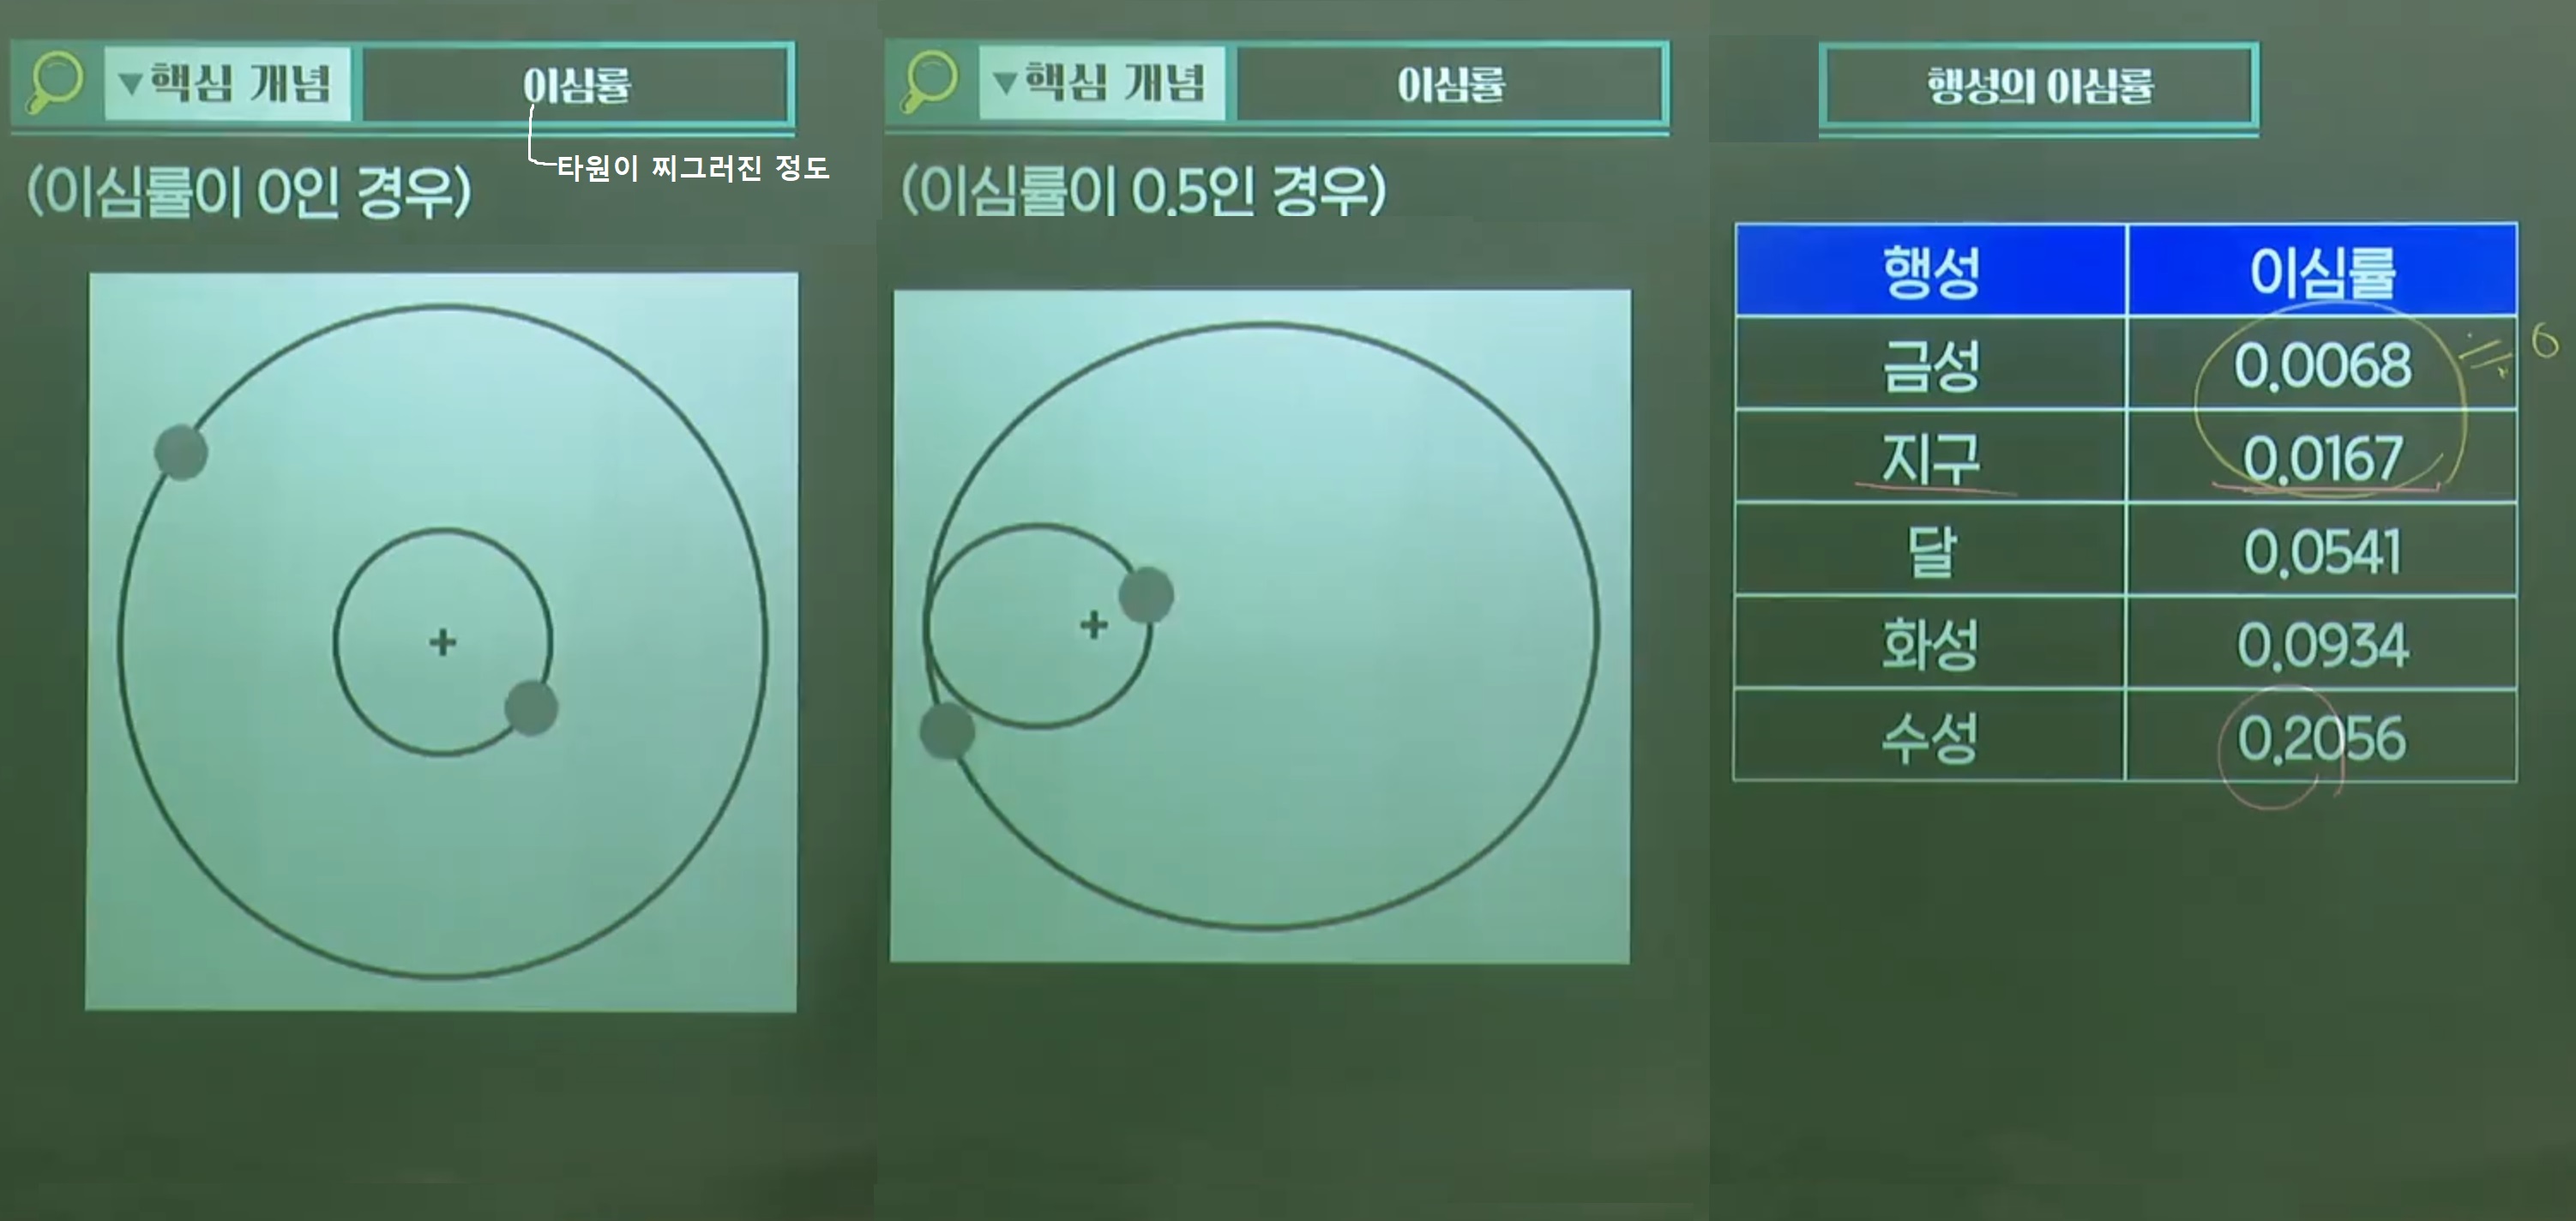 ▼핵심 개념 이심률
타원이 찌그러진 정도
(이심률이 0인 경우)
▼핵심 개념 이심률
(이심률이 0.5인 경우)
행성의 이심률
행성 이심률
금성 0.0068
≒ 0
지구 0.0167
달 0.0541
화성 0.0934
수성 0.2056